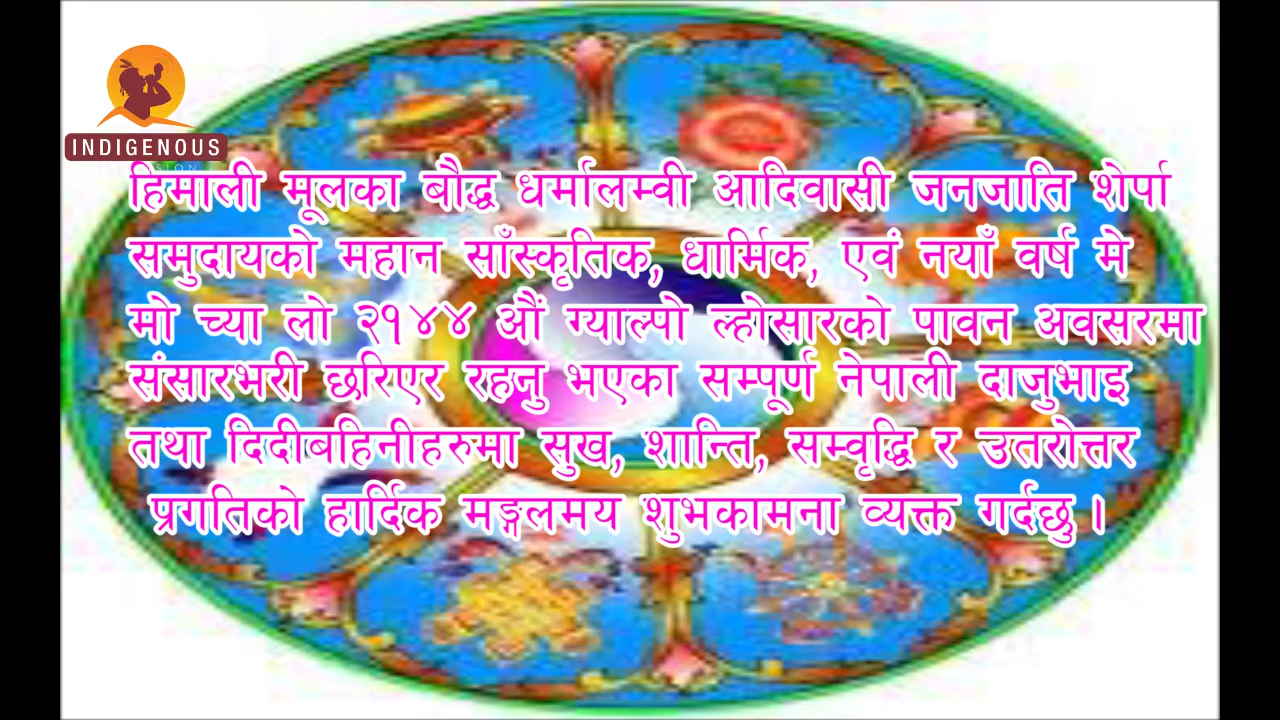 INDIGENOUS
हिमाली मूलका बौद्ध धर्मालम्वी आदिवासी जनजाति शेर्पा
समुदायको महान साँस्कृतिक, धार्मिक, एवं नयाँ वर्ष मे
मो च्या लो २१४४ औं ग्याल्पो ल्होसारको पावन अवसरमा
संसारभरी छरिएर रहनु भएका सम्पूर्ण नेपाली दाजुभाइ
तथा दिदीबहिनीहरुमा सुख, शान्ति, सम्वृद्धि र उतरोत्तर
प्रगतिको हार्दिक मङ्गलमय शुभकामना व्यक्त गर्दछु ।